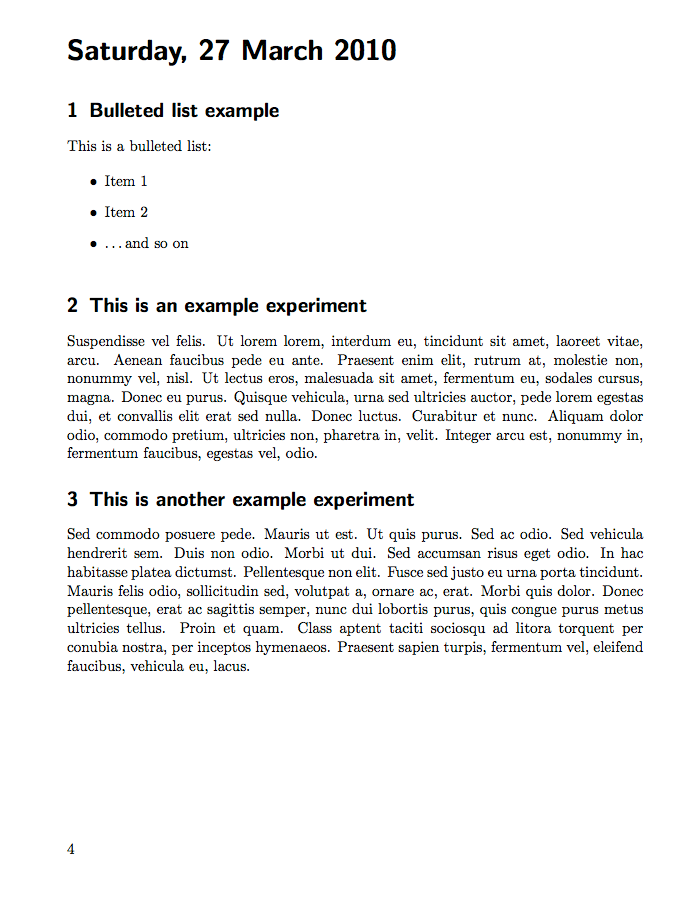 Saturday, 27 March 2010
1 Bulleted list example
This is a bulleted list:
• Item 1
• Item 2
• ...and so on
2 This is an example experiment
Suspendisse vel felis. Ut lorem lorem, interdum eu, tincidunt sit amet, laoreet vitae,
arcu. Aenean faucibus pede eu ante. Praesent enim elit, rutrum at, molestie non,
nonummy vel, nisl. Ut lectus eros, malesuada sit amet, fermentum eu, sodales cursus,
magna. Donec eu purus. Quisque vehicula, urna sed ultricies auctor, pede lorem egestas
dui, et convallis elit erat sed nulla. Donec luctus. Curabitur et nunc. Aliquam dolor
odio, commodo pretium, ultricies non, pharetra in, velit. Integer arcu est, nonummy in,
fermentum faucibus, egestas vel, odio.
3 This is another example experiment
Sed commodo posuere pede. Mauris ut est. Ut quis purus. Sed ac odio. Sed vehicula
hendrerit sem. Duis non odio. Morbi ut dui. Sed accumsan risus eget odio. In hac
habitasse platea dictumst. Pellentesque non elit. Fusce sed justo eu urna porta tincidunt.
Mauris felis odio, sollicitudin sed, volutpat a, ornare ac, erat. Morbi quis dolor. Donec
pellentesque, erat ac sagittis semper, nunc dui lobortis purus, quis congue purus metus
ultricies tellus. Proin et quam. Class aptent taciti sociosqu ad litora torquent per
conubia nostra, per inceptos hymenaeos. Praesent sapien turpis, fermentum vel, eleifend
faucibus, vehicula eu, lacus.
4